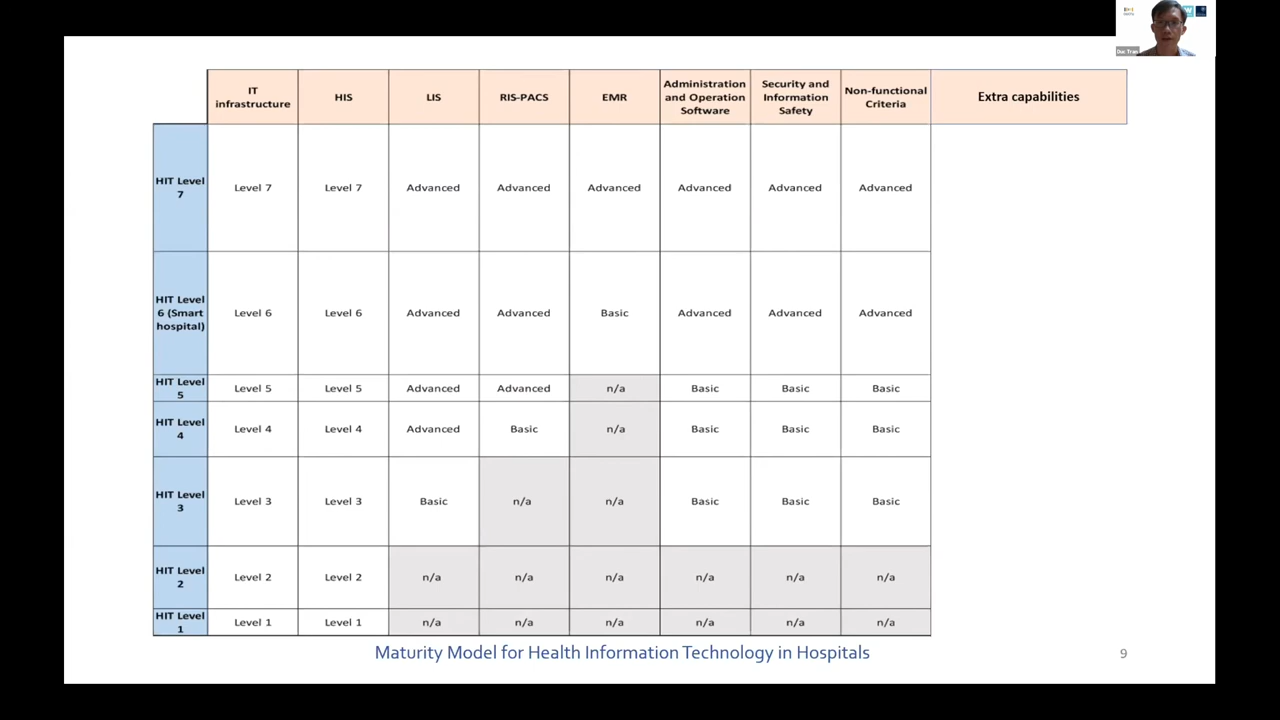 Duc Tran
IT
infrastructure
HIS
LIS
RIS-PACS
EMR
Administration
and Operation
Software
Security and
Information
Safety
Non-functional
Criteria
Extra capabilities
HIT Level
7
Level 7
Level 7
Advanced
Advanced
Advanced
Advanced
Advanced
Advanced
HIT Level
6 (Smart
hospital)
Level 6
Level 6
Advanced
Advanced
Basic
Advanced
Advanced
Advanced
HIT Level
5
Level 5
Level 5
Advanced
Advanced
n/a
Basic
Basic
Basic
HIT Level
4
Level 4
Level 4
Advanced
Basic
n/a
Basic
Basic
Basic
HIT Level
3
Level 3
Level 3
Basic
n/a
n/a
Basic
Basic
Basic
HIT Level
2
Level 2
Level 2
n/a
n/a
n/a
n/a
n/a
n/a
HIT Level
1
Level 1
Level 1
n/a
n/a
n/a
n/a
n/a
n/a
Maturity Model for Health Information Technology in Hospitals
9